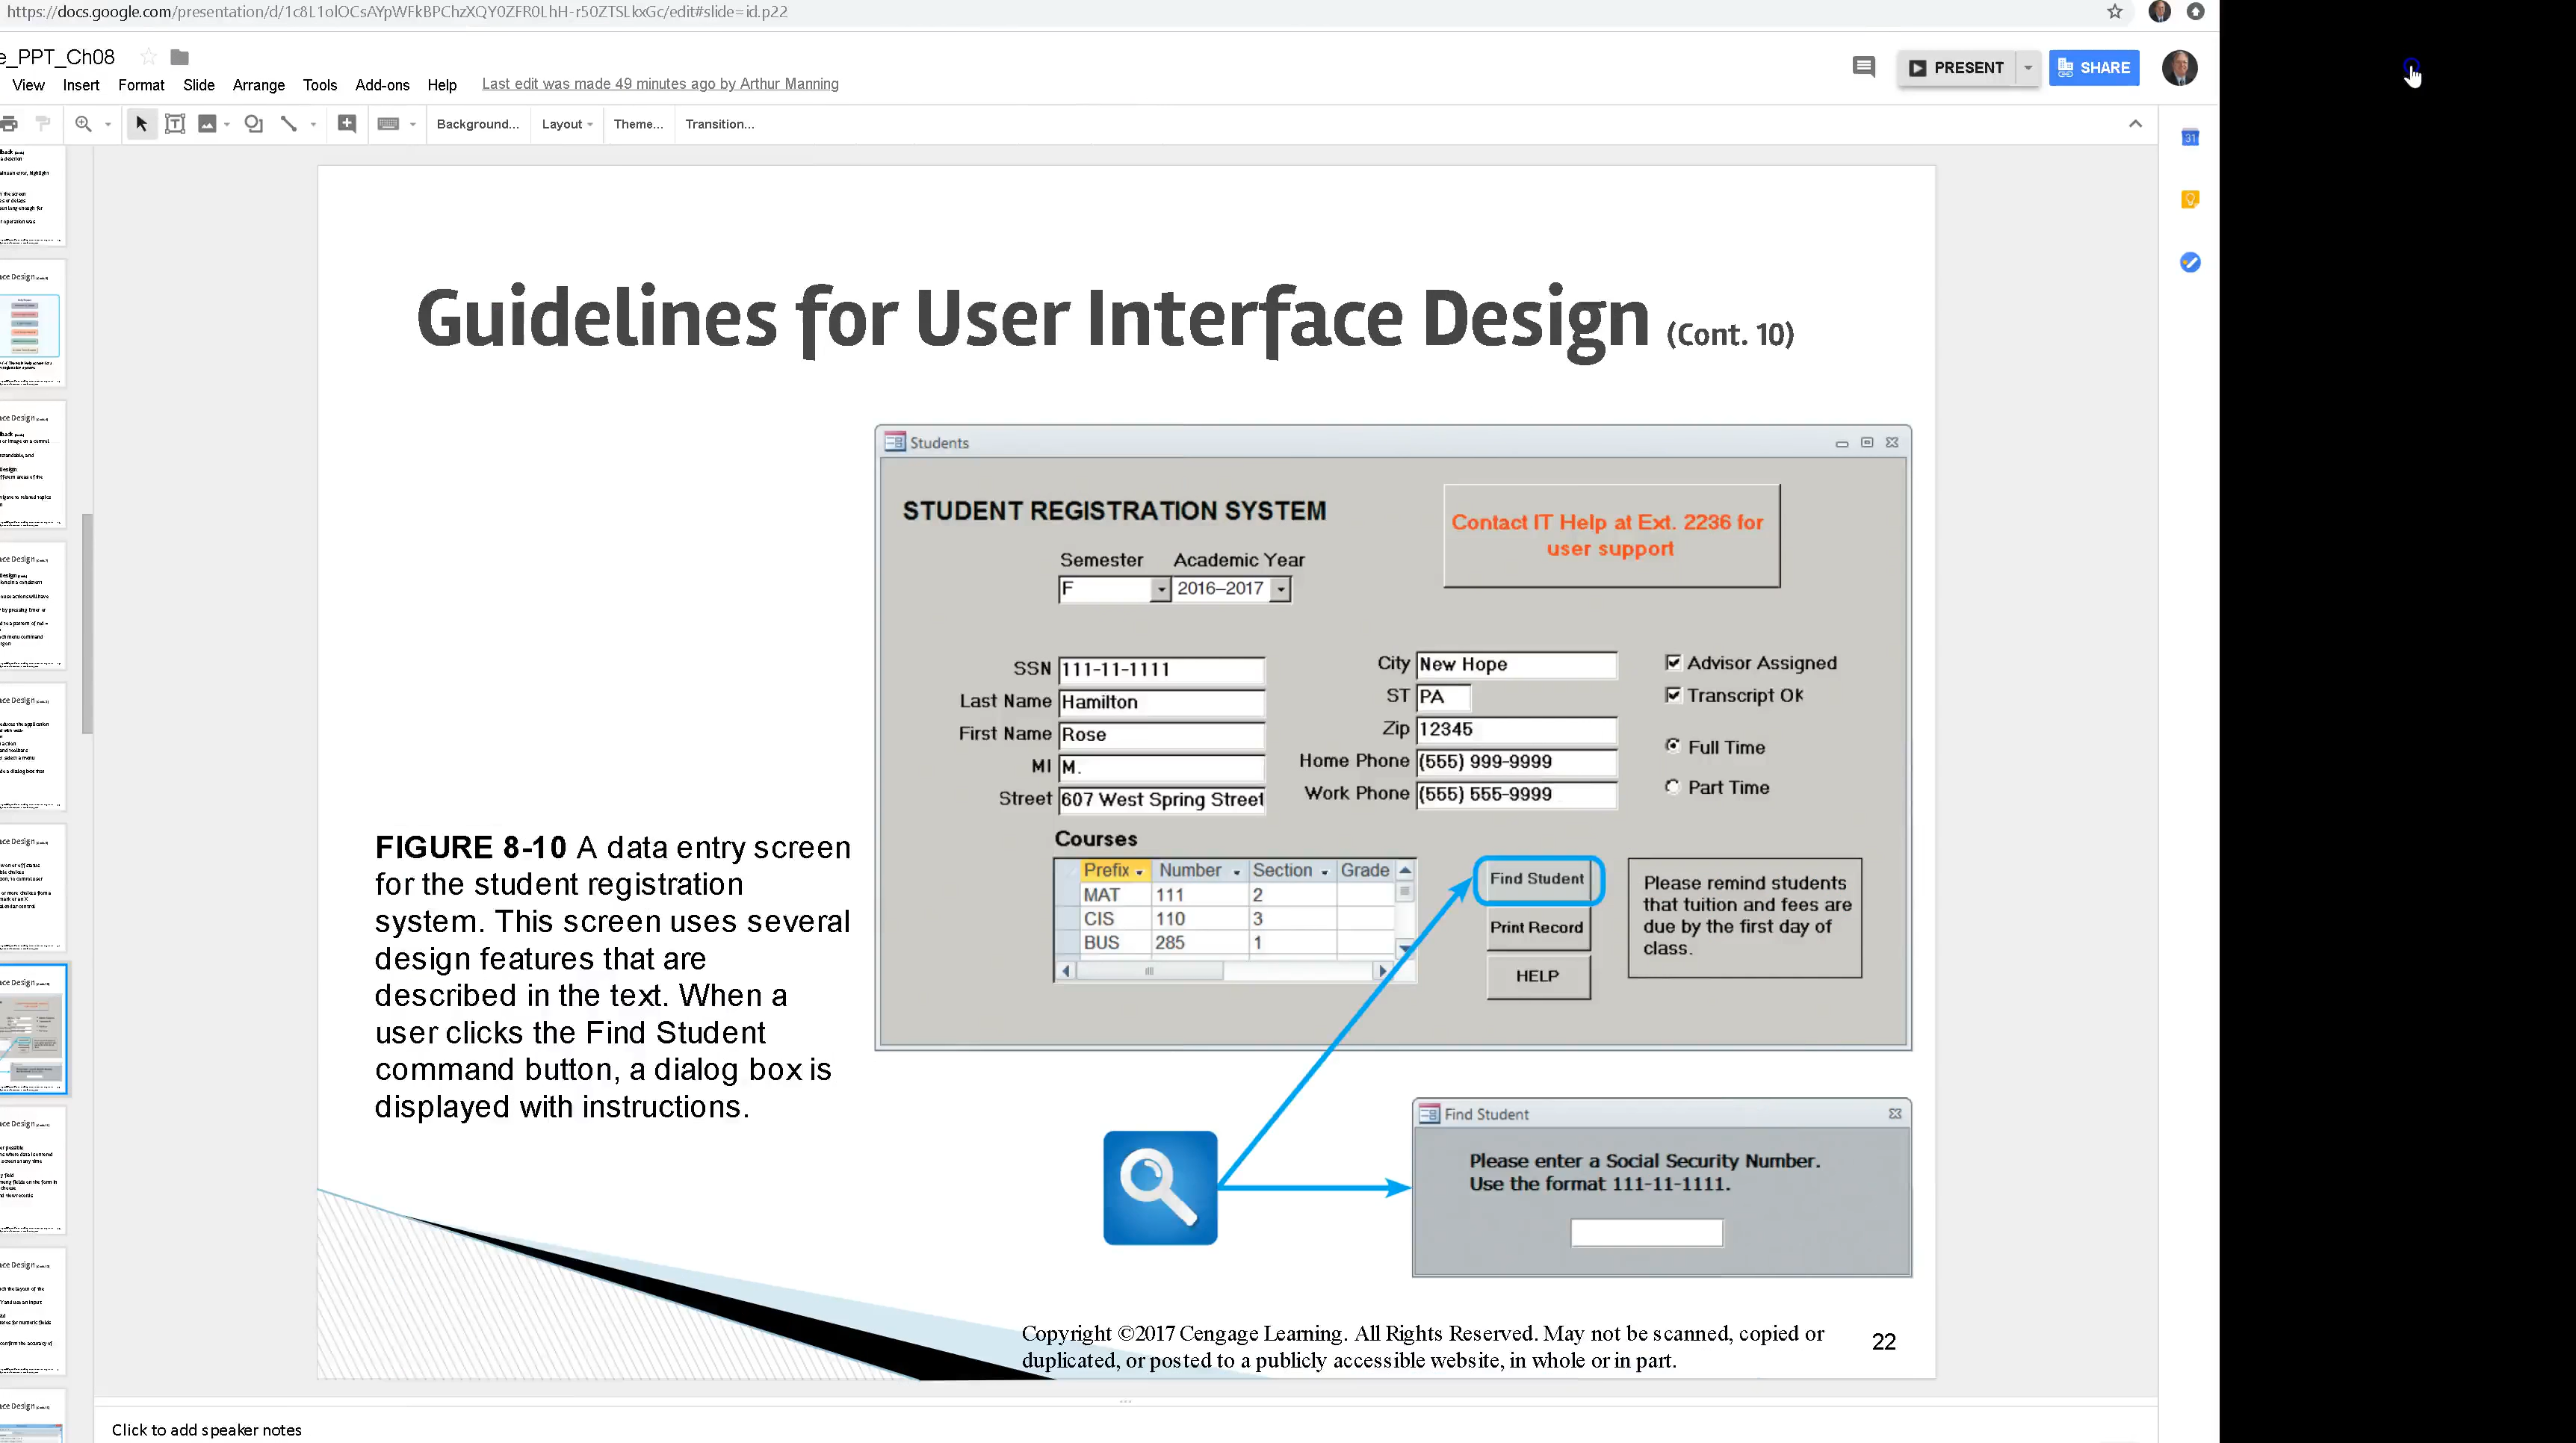 https://docs.google.com/presentation/d/1c8L1olOCsAYpWFkBPChzXQY0ZFR0LhH-r50ZTSLkxGc/edit#slide=id.p22
e_PPT_Ch08
View Insert Format Slide Arrange Tools Add-ons Help Last edit was made 49 minutes ago by Arthur Manning
PRESENT SHARE
Background... Layout Theme... Transition...
31
Guidelines for User Interface Design (Cont. 10)
Students
STUDENT REGISTRATION SYSTEM
Contact IT Help at Ext. 2236 for
user support
Semester Academic Year
F 2016–2017
SSN 111-11-1111
Last Name Hamilton
First Name Rose
MI M.
Street 607 West Spring Street
City New Hope
ST PA
Zip 12345
Home Phone (555) 999-9999
Work Phone (555) 555-9999
Advisor Assigned
Transcript OK
Full Time
Part Time
Courses
Prefix Number Section Grade
MAT 111 2
CIS 110 3
BUS 285 1
Find Student
Print Record
HELP
Please remind students
that tuition and fees are
due by the first day of
class.
FIGURE 8-10 A data entry screen
for the student registration
system. This screen uses several
design features that are
described in the text. When a
user clicks the Find Student
command button, a dialog box is
displayed with instructions.
Find Student
Please enter a Social Security Number.
Use the format 111-11-1111.
Copyright ©2017 Cengage Learning. All Rights Reserved. May not be scanned, copied or
duplicated, or posted to a publicly accessible website, in whole or in part.
22
Click to add speaker notes